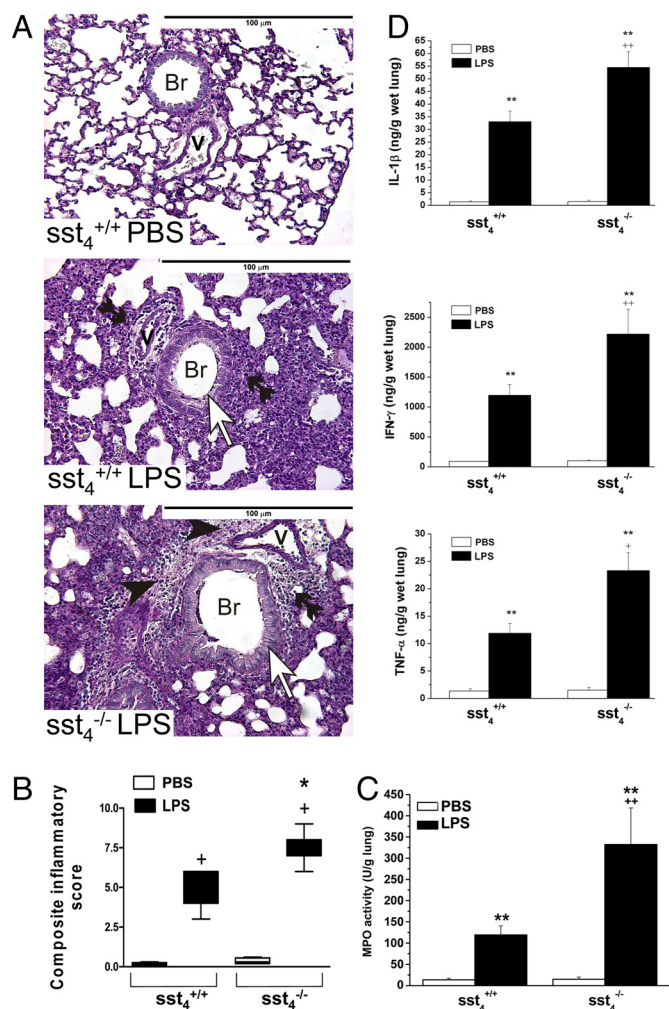 A
100 µm
Br
v
sst4+/+ PBS
100 µm
v
Br
sst4+/+ LPS
100 µm
v
Br
sst4-/- LPS
D
PBS
LPS
65
60
55
50
45
40
35
30
25
20
15
10
5
0
IL-1β (ng/g wet lung)
**
**
++
sst4+/+
sst4-/-
PBS
LPS
2500
2250
2000
1750
1500
1250
1000
750
500
250
0
IFN-γ (ng/g wet lung)
**
**
++
sst4+/+
sst4-/-
PBS
LPS
30
25
20
15
10
5
0
TNF-α (ng/g wet lung)
**
**
+
sst4+/+
sst4-/-
B
PBS
LPS
10.0
7.5
5.0
2.5
0.0
Composite inflammatory
score
+
*
+
sst4+/+
sst4-/-
C
PBS
LPS
450
400
350
300
250
200
150
100
50
0
MPO activity (U/g lung)
**
**
++
sst4+/+
sst4-/-